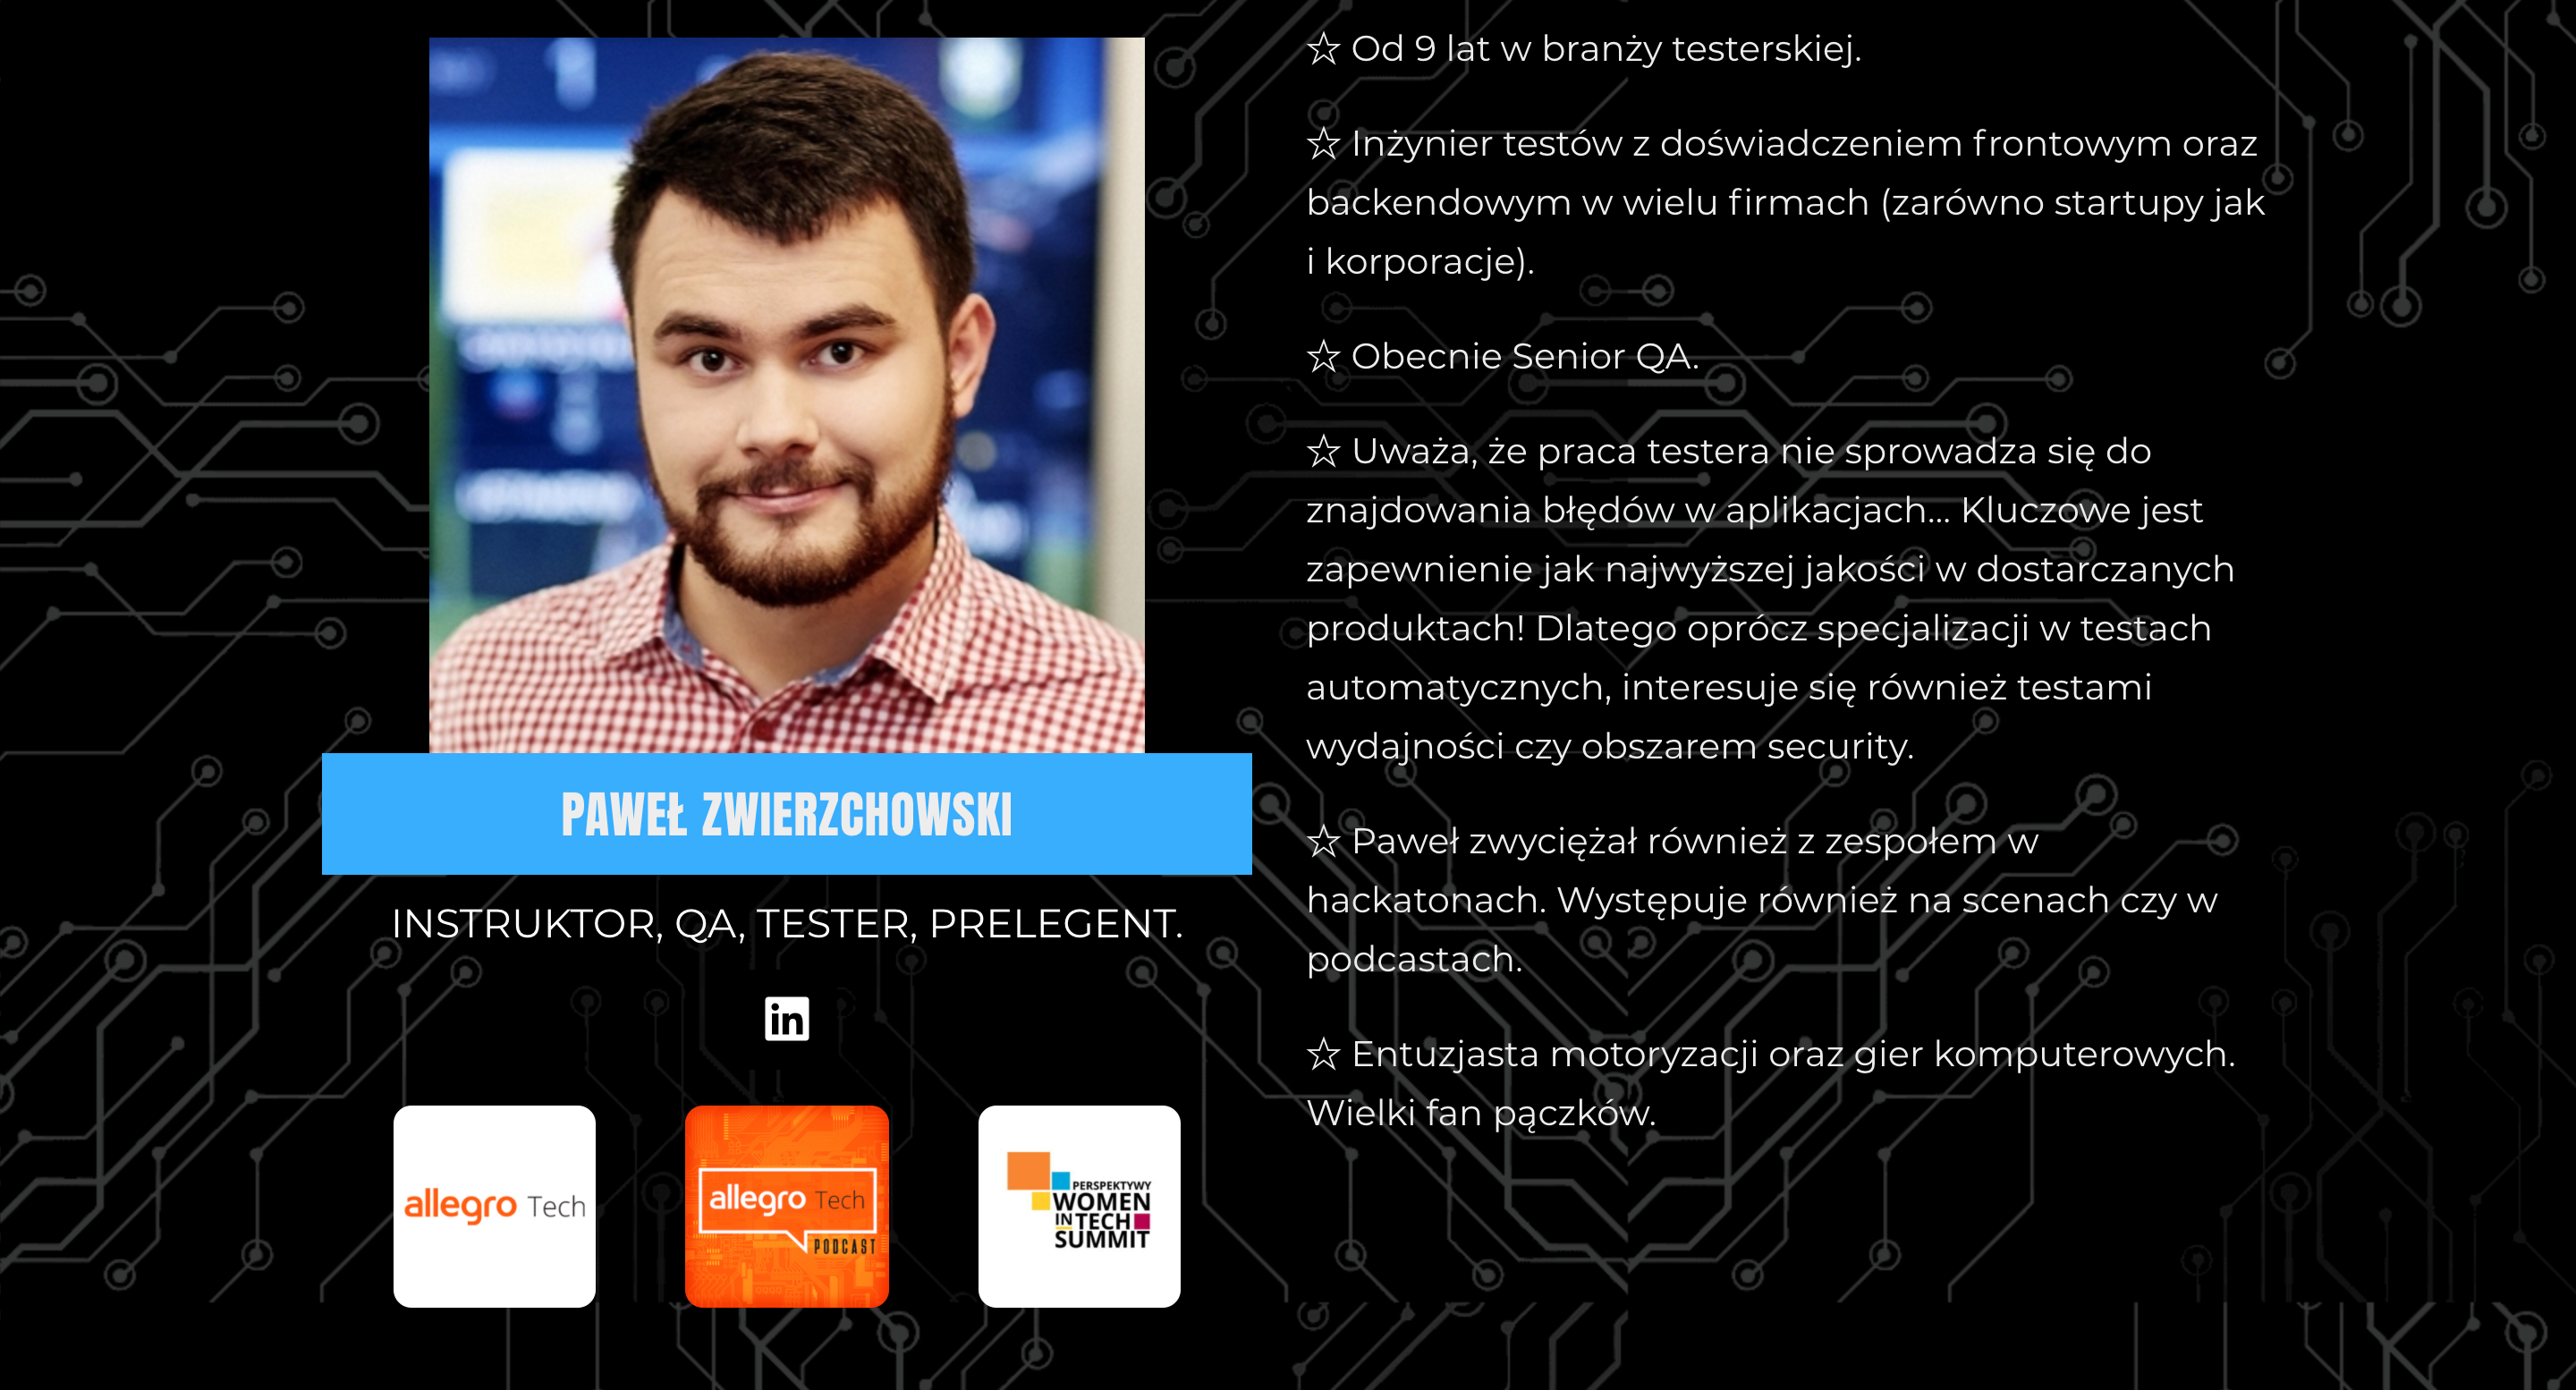 PAWEŁ ZWIERZCHOWSKI
INSTRUKTOR, QA, TESTER, PRELEGENT.
in
allegro Tech
allegro Tech
PODCAST
PERSPEKTYWY
WOMEN
IN TECH
SUMMIT
☆ Od 9 lat w branży testerskiej.
☆ Inżynier testów z doświadczeniem frontowym oraz
backendowym w wielu firmach (zarówno startupy jak
i korporacje).
☆ Obecnie Senior QA.
☆ Uważa, że praca testera nie sprowadza się do
znajdowania błędów w aplikacjach... Kluczowe jest
zapewnienie jak najwyższej jakości w dostarczanych
produktach! Dlatego oprócz specjalizacji w testach
automatycznych, interesuje się również testami
wydajności czy obszarem security.
☆ Paweł zwyciężał również z zespołem w
hackatonach. Występuje również na scenach czy w
podcastach.
☆ Entuzjasta motoryzacji oraz gier komputerowych.
Wielki fan pączków.